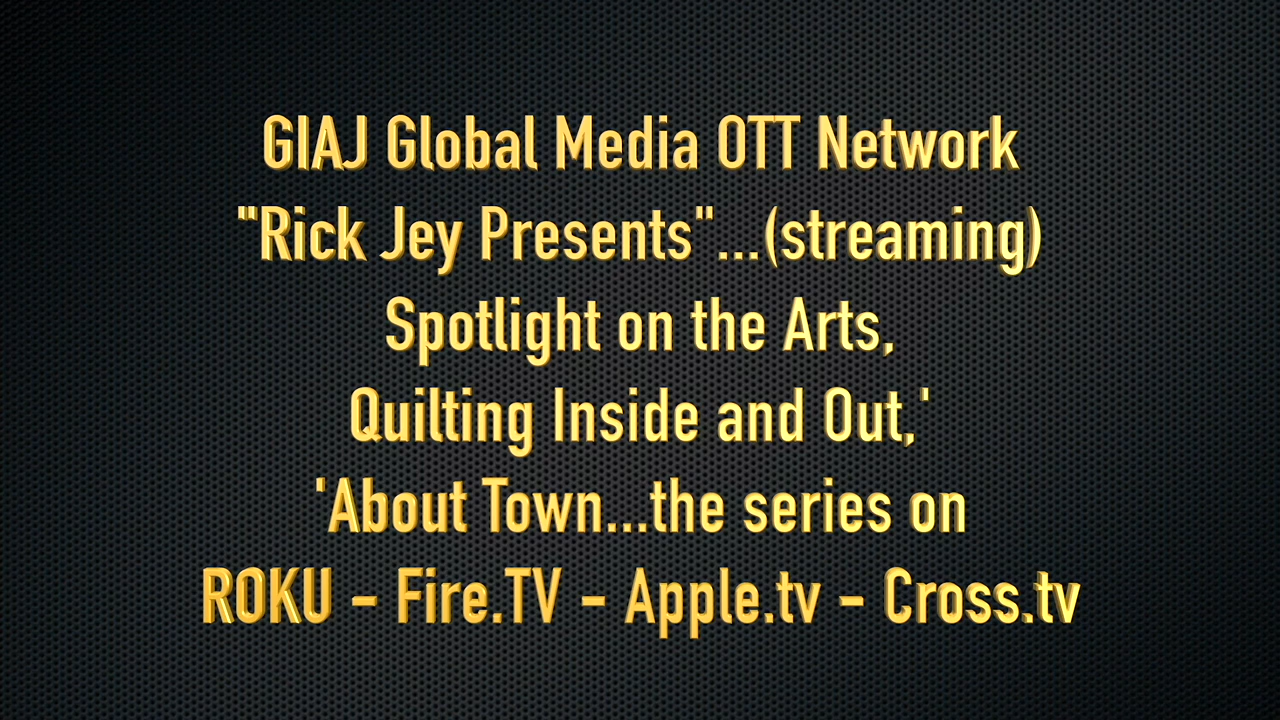 GIAJ Global Media OTT Network
"Rick Jey Presents"...(streaming)
Spotlight on the Arts,
Quilting Inside and Out,'
'About Town...the series on
ROKU - Fire.TV - Apple.tv - Cross.tv